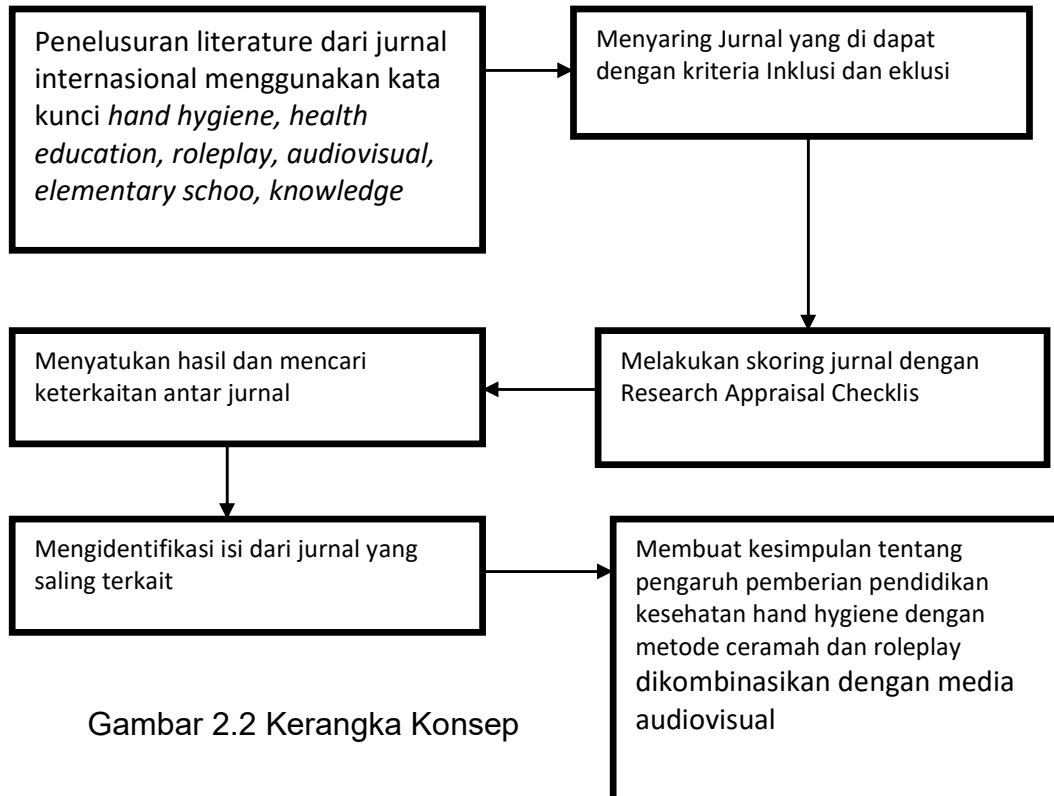 Penelusuran literature dari jurnal
internasional menggunakan kata
kunci hand hygiene, health
education, roleplay, audiovisual,
elementary schoo, knowledge
Menyaring Jurnal yang di dapat
dengan kriteria Inklusi dan eklusi
Melakukan skoring jurnal dengan
Research Appraisal Checklis
Menyatukan hasil dan mencari
keterkaitan antar jurnal
Mengidentifikasi isi dari jurnal yang
saling terkait
Membuat kesimpulan tentang
pengaruh pemberian pendidikan
kesehatan hand hygiene dengan
metode ceramah dan roleplay
dikombinasikan dengan media
audiovisual
Gambar 2.2 Kerangka Konsep